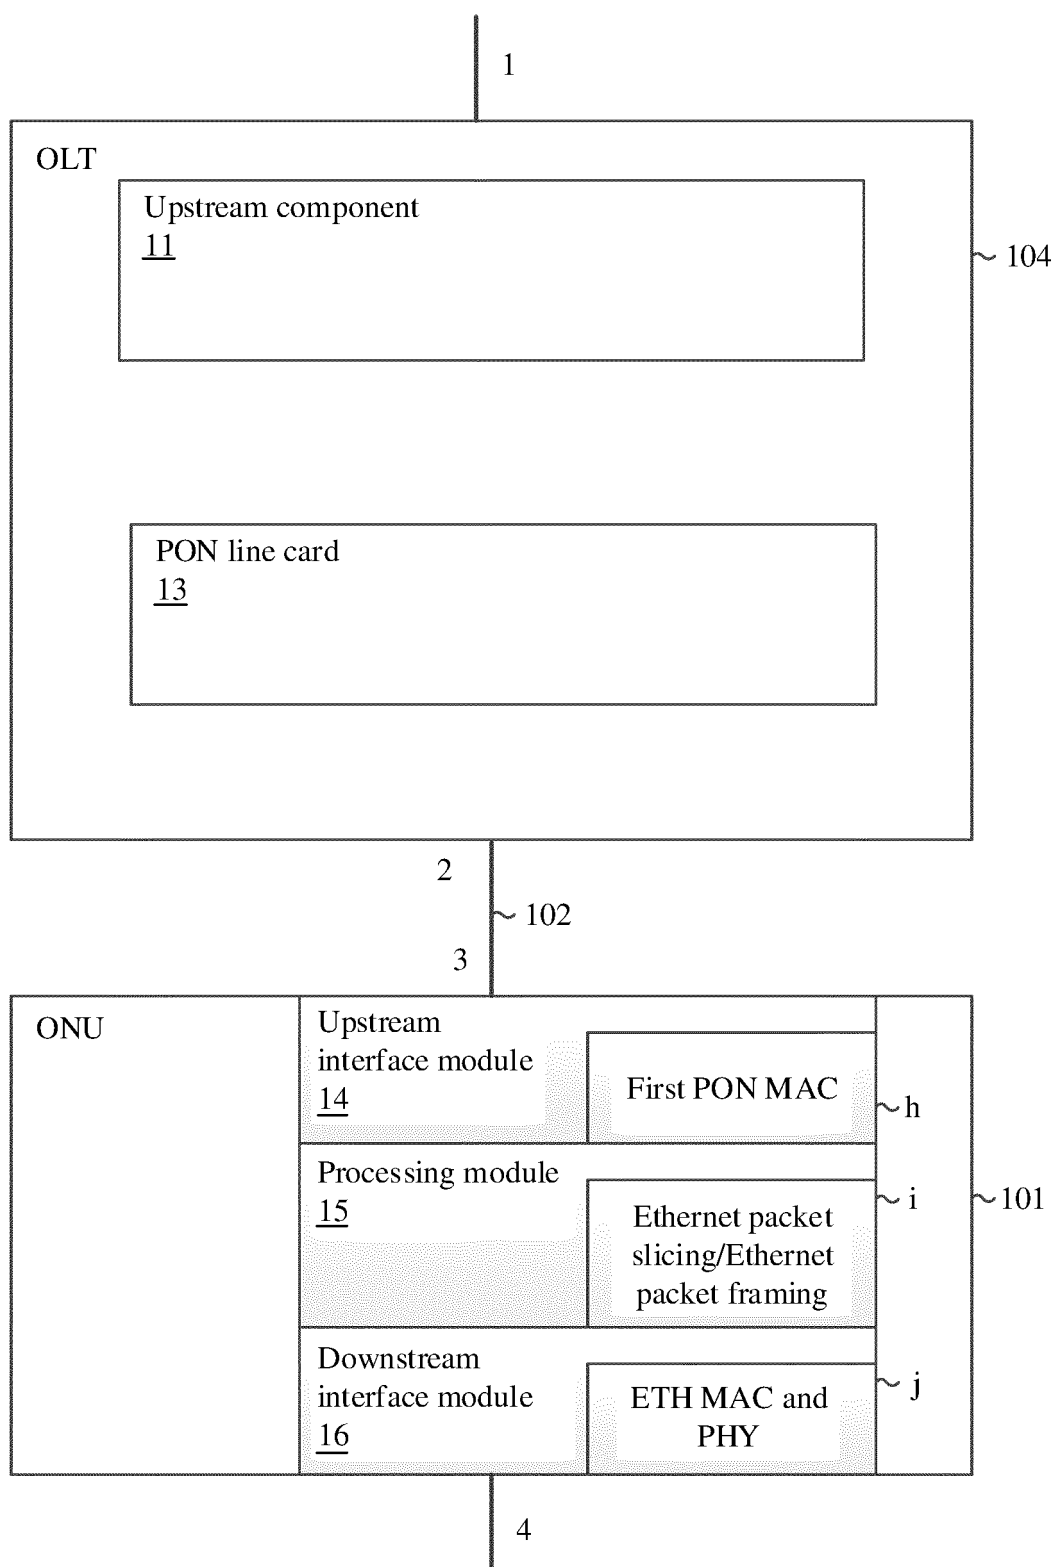 1
OLT
Upstream component
11
104
PON line card
13
2
102
3
ONU
Upstream
interface module
14
First PON MAC
h
Processing module
15
i
Ethernet packet
slicing/Ethernet
packet framing
101
Downstream
interface module
16
ETH MAC and
PHY
j
4